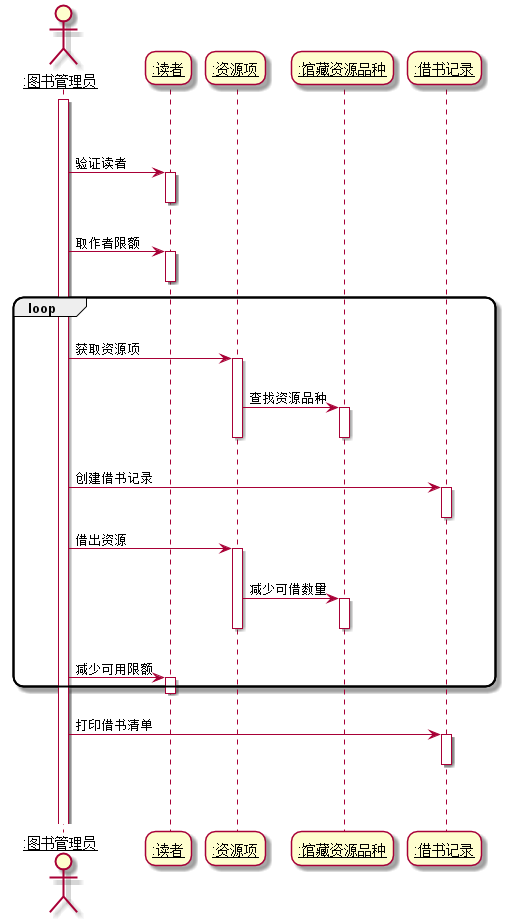 :图书管理员
:读者
:资源项
:馆藏资源品种
:借书记录
验证读者
取作者限额
loop
获取资源项
查找资源品种
创建借书记录
借出资源
减少可借数量
减少可用限额
打印借书清单
:图书管理员
:读者
:资源项
:馆藏资源品种
:借书记录